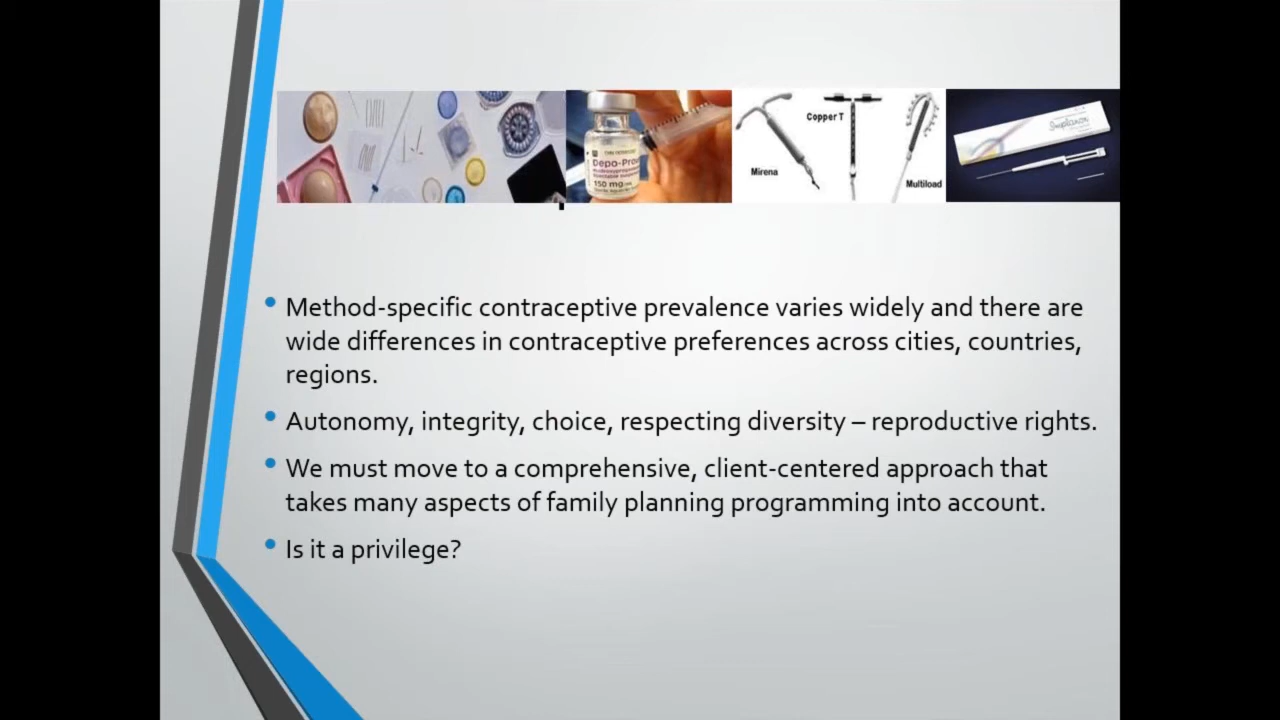 Depo-Prov
150 mg/mL
Copper T
Mirena
Multiload
Implanon
Method-specific contraceptive prevalence varies widely and there are
wide differences in contraceptive preferences across cities, countries,
regions.
Autonomy, integrity, choice, respecting diversity – reproductive rights.
We must move to a comprehensive, client-centered approach that
takes many aspects of family planning programming into account.
Is it a privilege?